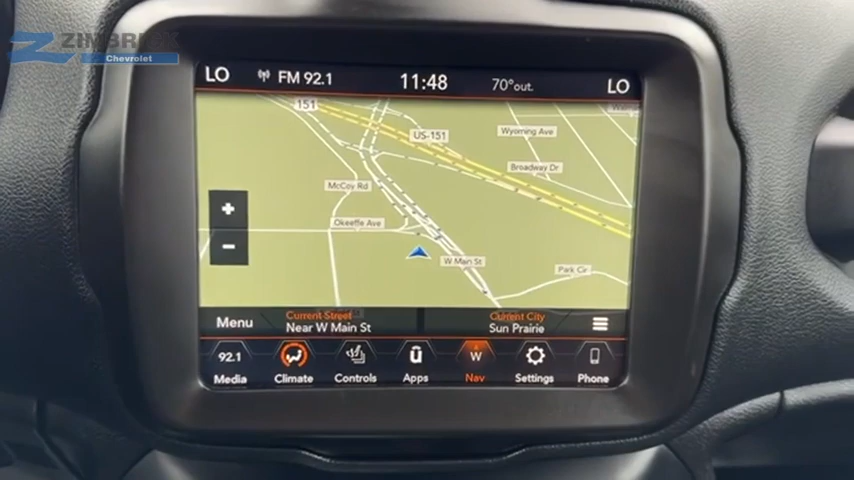 ZIMBRICK
Chevrolet
LO FM 92.1 11:48 70°out. LO
151
US-151
Wyoming Ave
Broadway Dr
McCoy Rd
Okeeffe Ave
W Main St
Park Cir
+
−
Menu
Current Street
Near W Main St
Current City
Sun Prairie
92.1
W
Media Climate Controls Apps Nav Settings Phone